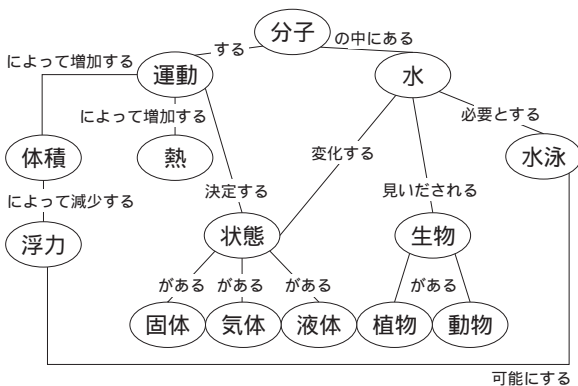 分子
する
の中にある
によって増加する
運動
水
によって増加する
必要とする
体積
熱
変化する
水泳
によって減少する
決定する
見いだされる
浮力
状態
生物
がある
がある
がある
がある
固体
気体
液体
植物
動物
可能にする